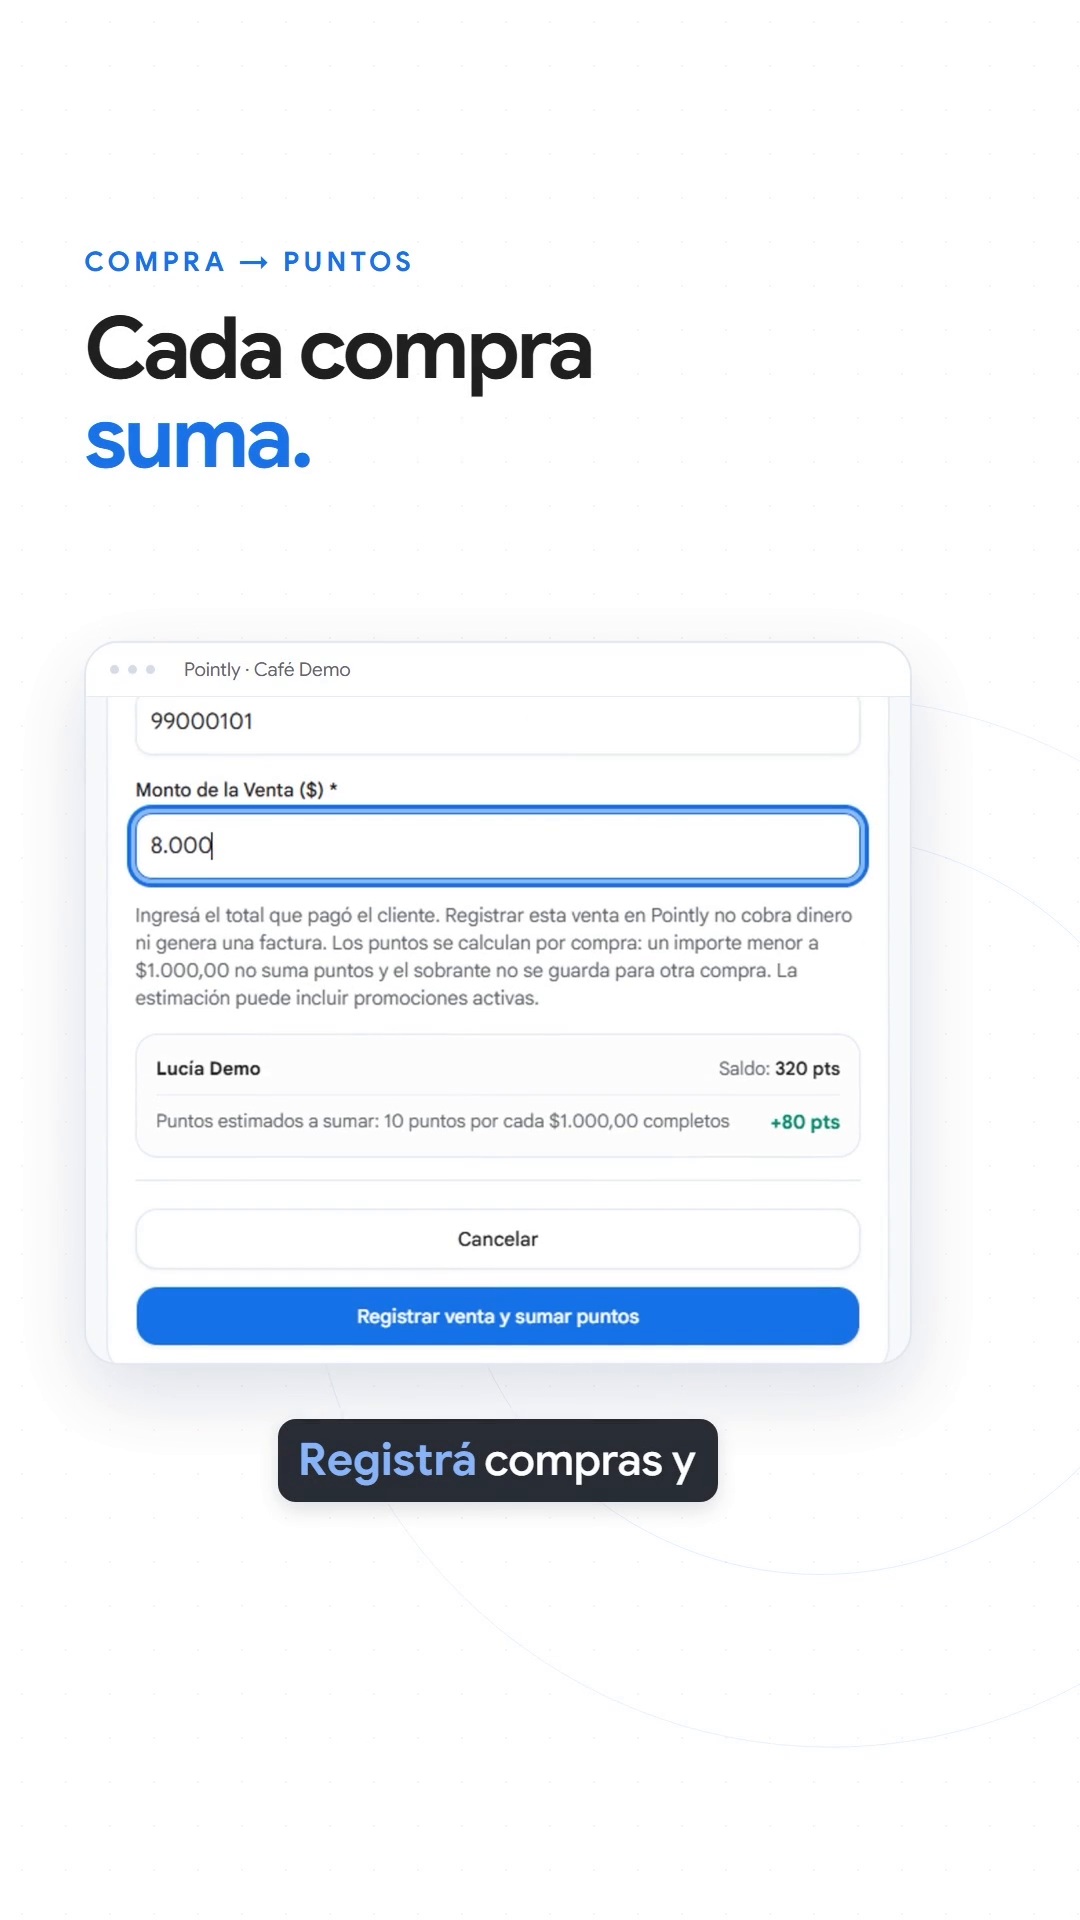 COMPRA → PUNTOS
Cada compra
suma.
Pointly · Café Demo
99000101
Monto de la Venta ($) *
8.000
Ingresá el total que pagó el cliente. Registrar esta venta en Pointly no cobra dinero
ni genera una factura. Los puntos se calculan por compra: un importe menor a
$1.000,00 no suma puntos y el sobrante no se guarda para otra compra. La
estimación puede incluir promociones activas.
Lucía Demo Saldo: 320 pts
Puntos estimados a sumar: 10 puntos por cada $1.000,00 completos +80 pts
Cancelar
Registrar venta y sumar puntos
Registrá compras y